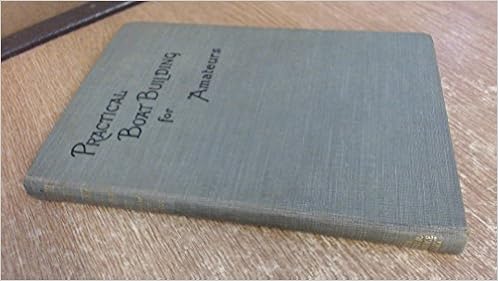 PRACTICAL
BOAT BUILDING
for
Amateurs